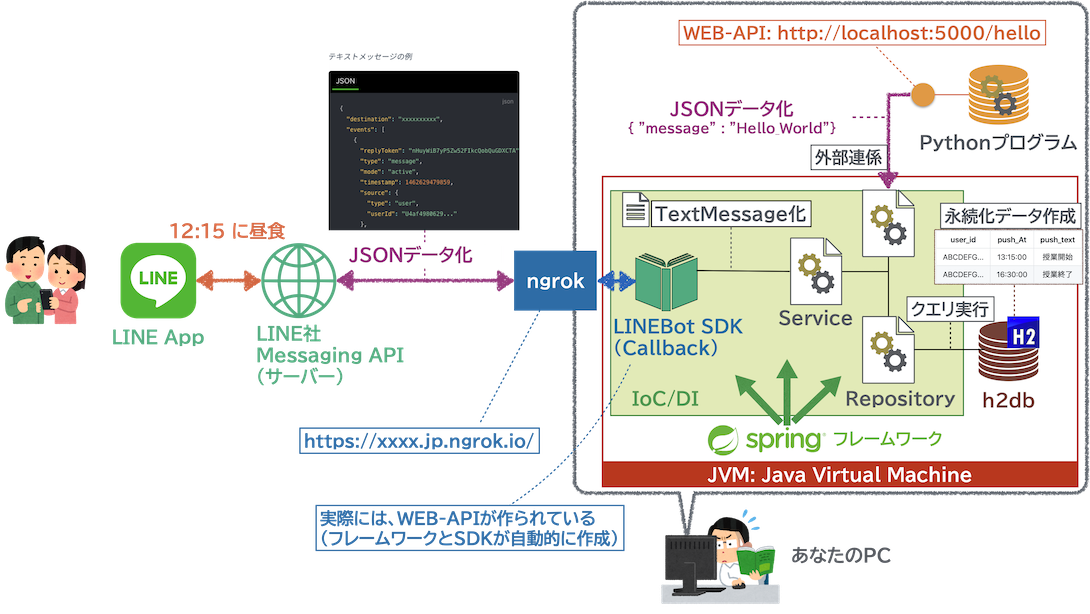 WEB-API: http://localhost:5000/hello
テキストメッセージの例
JSON
json
{
"destination": "xxxxxxxxxx",
"events": [
{
"replyToken": "nHuyWiB7yP5Zw52FIkcQobQuGDXCTA"
"type": "message",
"mode": "active",
"timestamp": 1462629479859,
"source": {
"type": "user",
"userId": "U4af4980629..."
},
JSONデータ化
{ "message" : "Hello World"}
Pythonプログラム
外部連係
TextMessage化
永続化データ作成
user_id push_At push_text
ABCDEFG... 13:15:00 授業開始
ABCDEFG... 16:30:00 授業終了
12:15 に昼食
JSONデータ化
LINE
ngrok
LINE App
LINE社
Messaging API
(サーバー)
LINEBot SDK
(Callback)
Service
クエリ実行
H2
IoC/DI
Repository
h2db
spring フレームワーク
https://xxxx.jp.ngrok.io/
JVM: Java Virtual Machine
実際には、WEB-APIが作られている
(フレームワークとSDKが自動的に作成)
あなたのPC